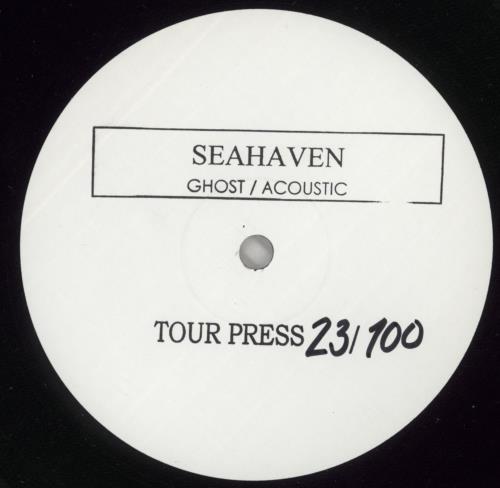 SEAHAVEN
GHOST / ACOUSTIC
TOUR PRESS 23/100